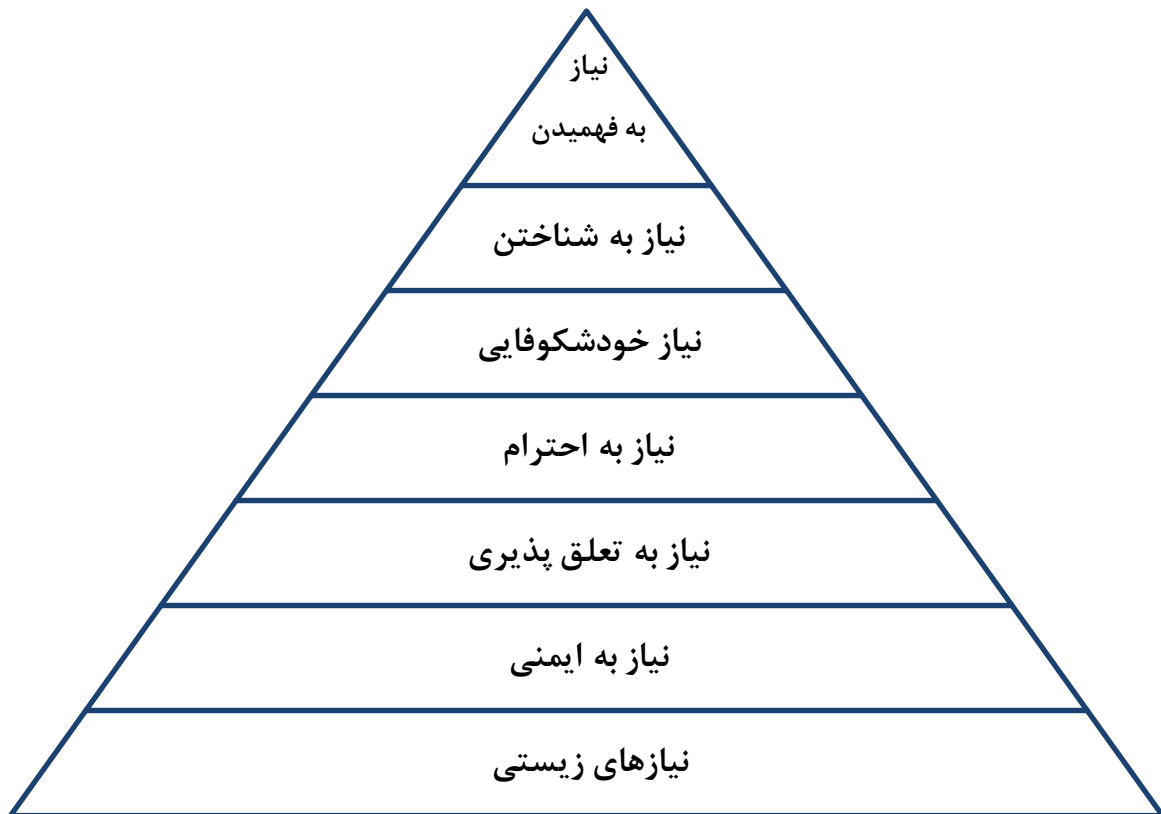 نیاز
به فهمیدن
نیاز به شناختن
نیاز خودشکوفایی
نیاز به احترام
نیاز به تعلق پذیری
نیاز به ایمنی
نیازهای زیستی